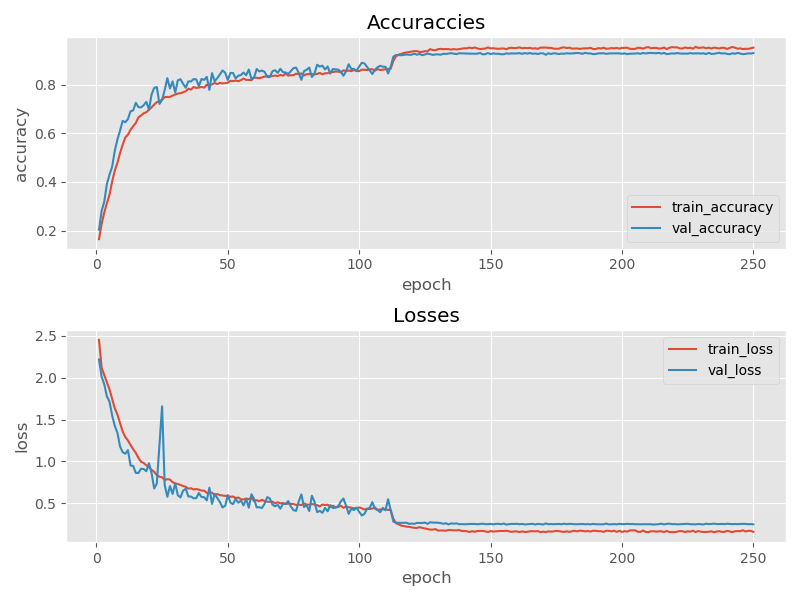 Accuraccies
0.8
0.6
0.4
0.2
accuracy
train_accuracy
val_accuracy
0 50 100 150 200 250
epoch
Losses
2.5
2.0
1.5
1.0
0.5
loss
train_loss
val_loss
0 50 100 150 200 250
epoch